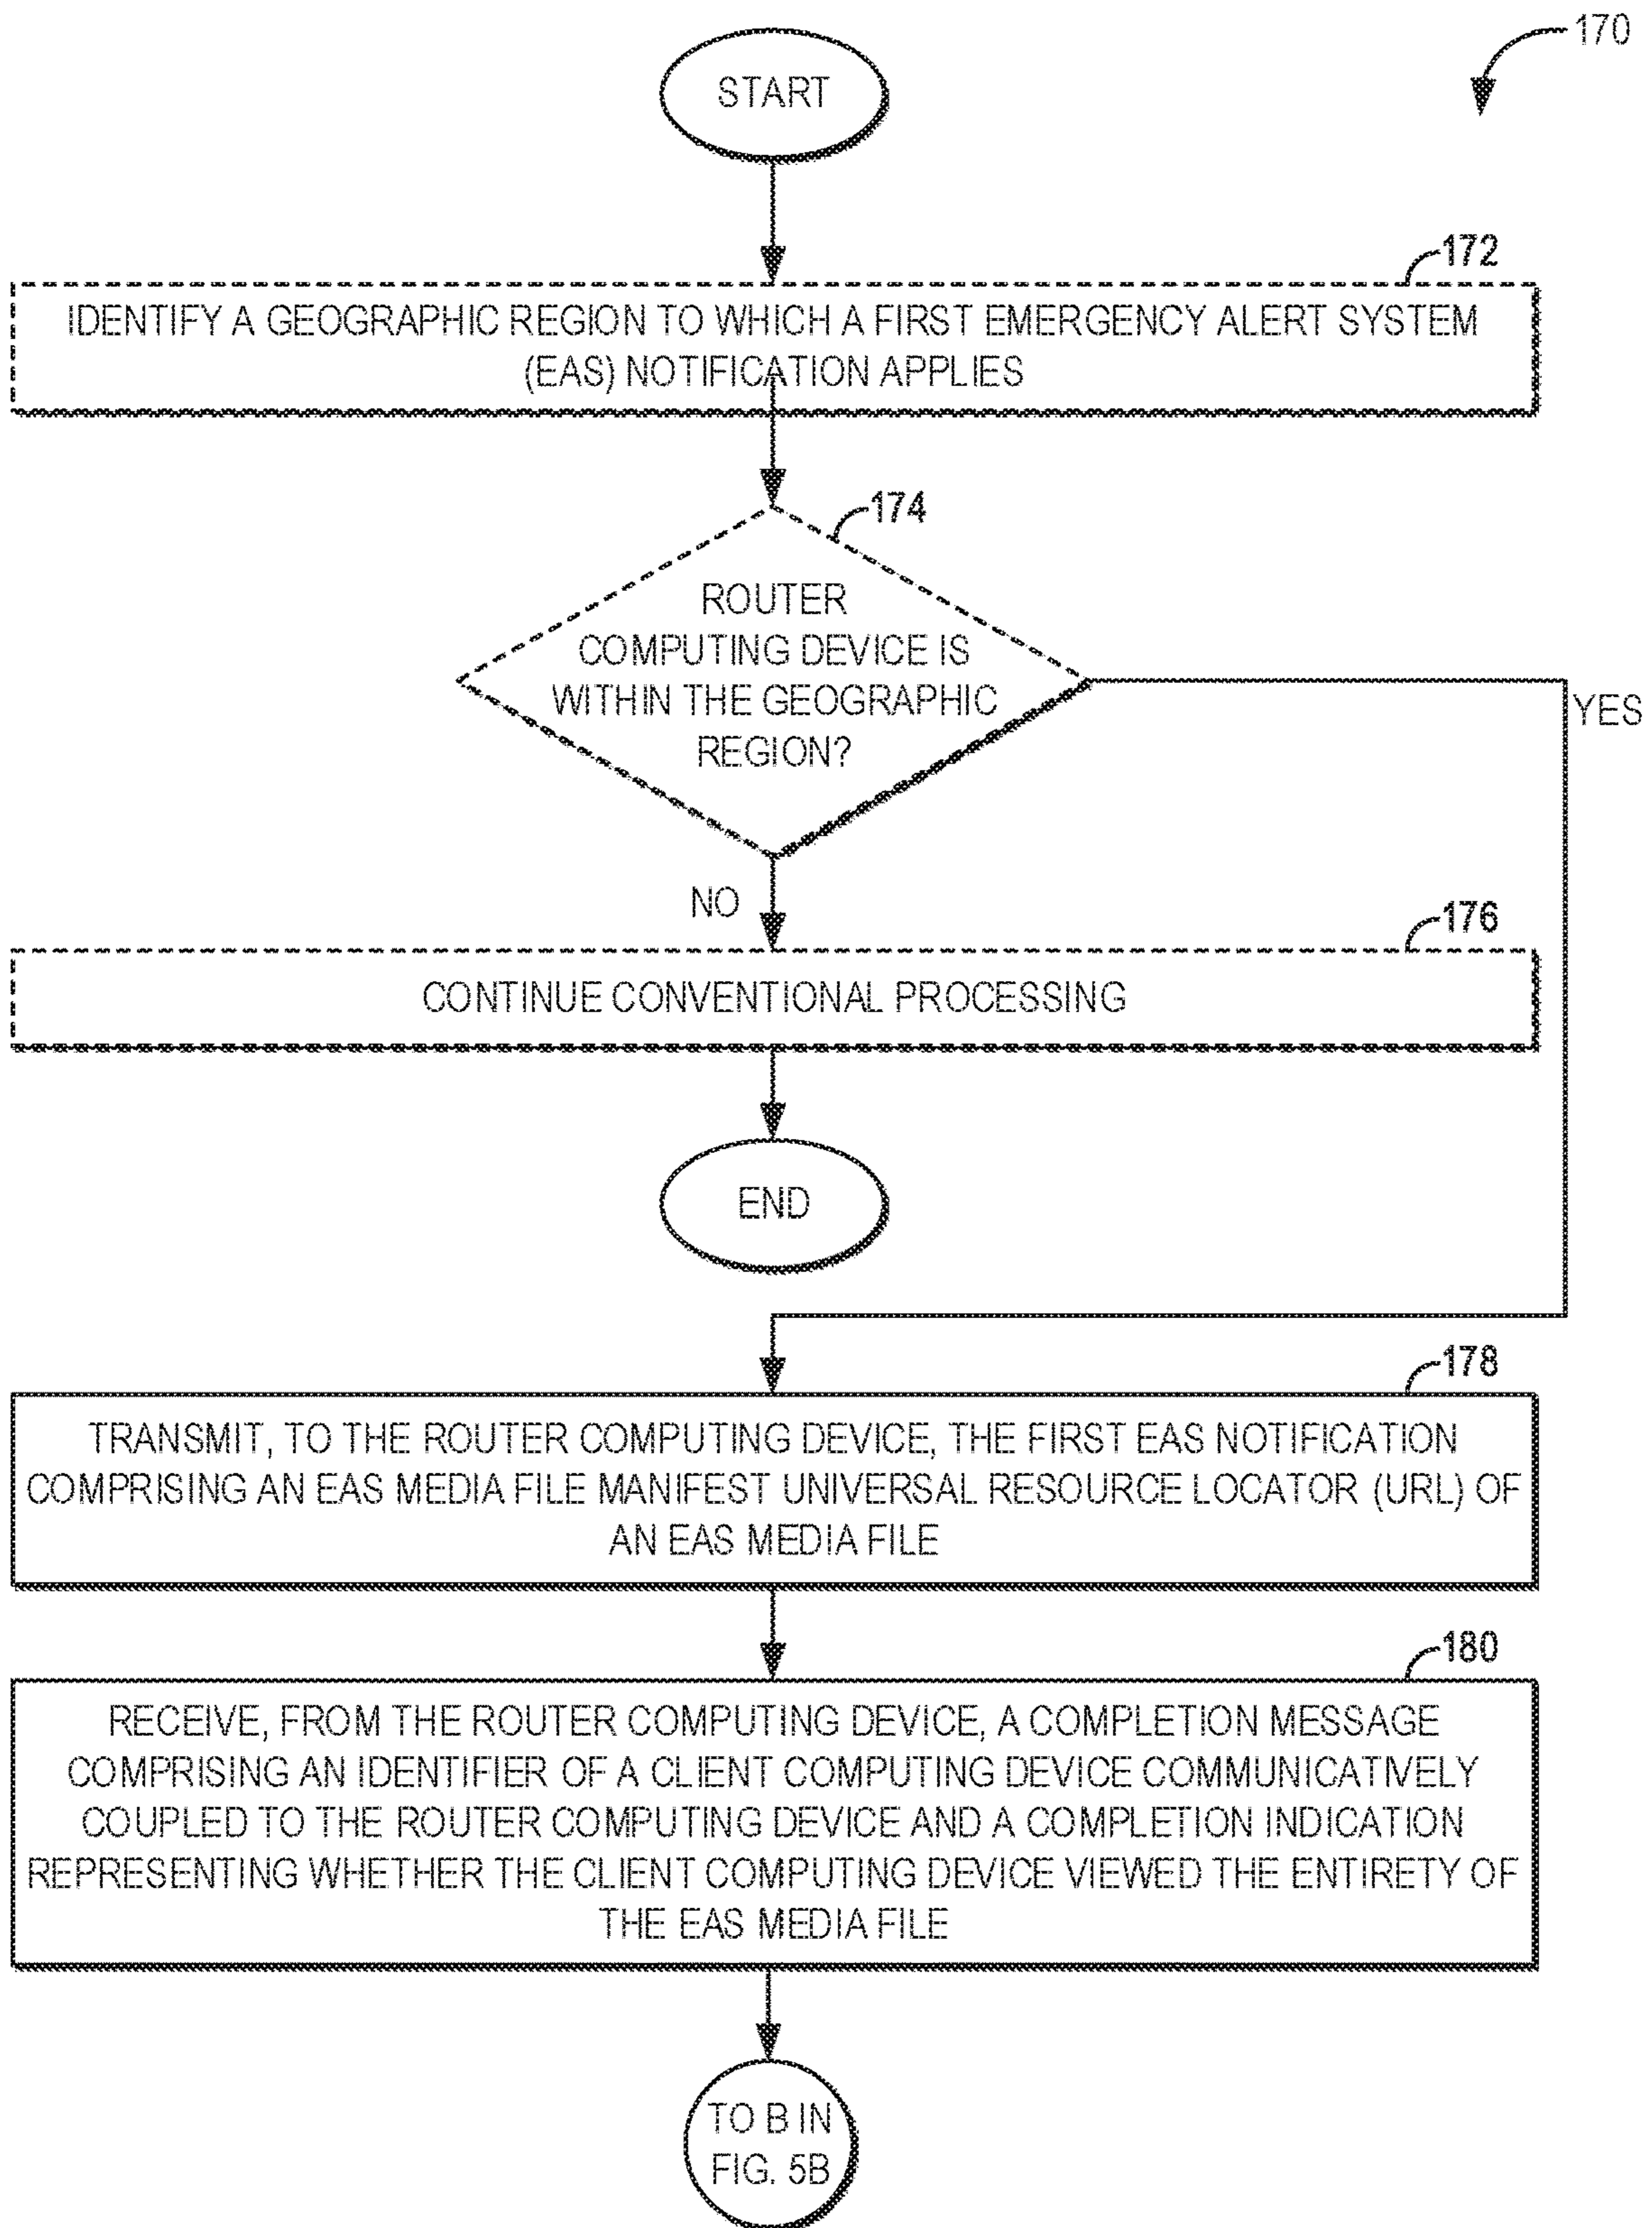 170
START
172
IDENTIFY A GEOGRAPHIC REGION TO WHICH A FIRST EMERGENCY ALERT SYSTEM
(EAS) NOTIFICATION APPLIES
174
ROUTER
COMPUTING DEVICE IS
WITHIN THE GEOGRAPHIC
REGION?
YES
NO
176
CONTINUE CONVENTIONAL PROCESSING
END
178
TRANSMIT, TO THE ROUTER COMPUTING DEVICE, THE FIRST EAS NOTIFICATION
COMPRISING AN EAS MEDIA FILE MANIFEST UNIVERSAL RESOURCE LOCATOR (URL) OF
AN EAS MEDIA FILE
180
RECEIVE, FROM THE ROUTER COMPUTING DEVICE, A COMPLETION MESSAGE
COMPRISING AN IDENTIFIER OF A CLIENT COMPUTING DEVICE COMMUNICATIVELY
COUPLED TO THE ROUTER COMPUTING DEVICE AND A COMPLETION INDICATION
REPRESENTING WHETHER THE CLIENT COMPUTING DEVICE VIEWED THE ENTIRETY OF
THE EAS MEDIA FILE
TO B IN
FIG. 5B